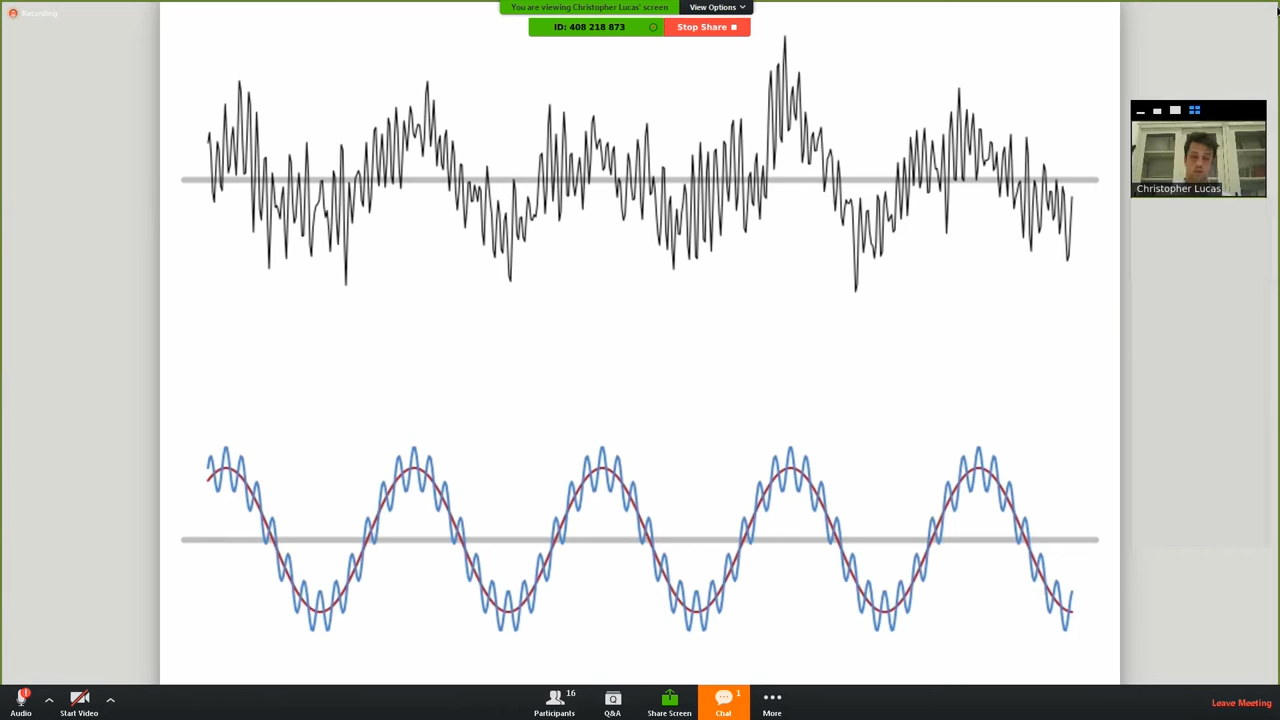 Recording
You are viewing Christopher Lucas' screen
View Options
ID: 408 218 873
Stop Share
Christopher Lucas
Audio
Start Video
16
Participants
Q&A
Share Screen
1
Chat
More
Leave Meeting